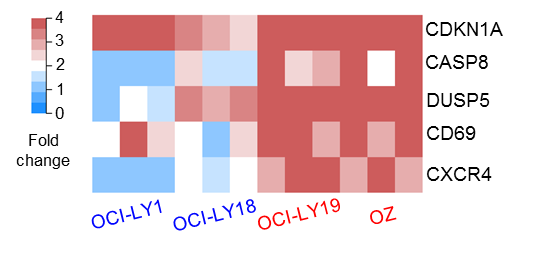 4
3
2
1
0
Fold
change
CDKN1A
CASP8
DUSP5
CD69
CXCR4
OCI-LY1
OCI-LY18
OCI-LY19
OZ